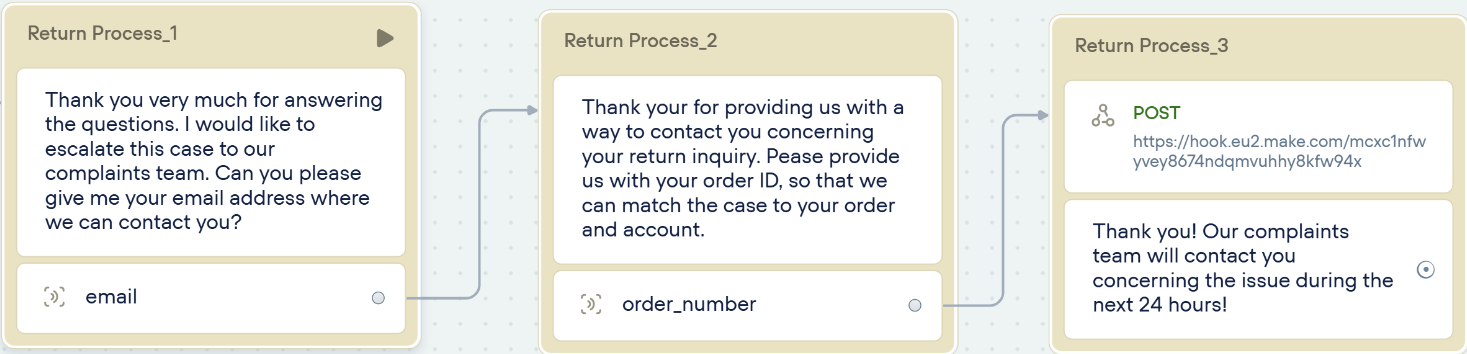 Return Process_1
Thank you very much for answering
the questions. I would like to
escalate this case to our
complaints team. Can you please
give me your email address where
we can contact you?
email
Return Process_2
Thank your for providing us with a
way to contact you concerning
your return inquiry. Pease provide
us with your order ID, so that we
can match the case to your order
and account.
order_number
Return Process_3
POST
https://hook.eu2.make.com/mcxc1nfw
yvey8674ndqmvuhhy8kfw94x
Thank you! Our complaints
team will contact you
concerning the issue during the
next 24 hours!